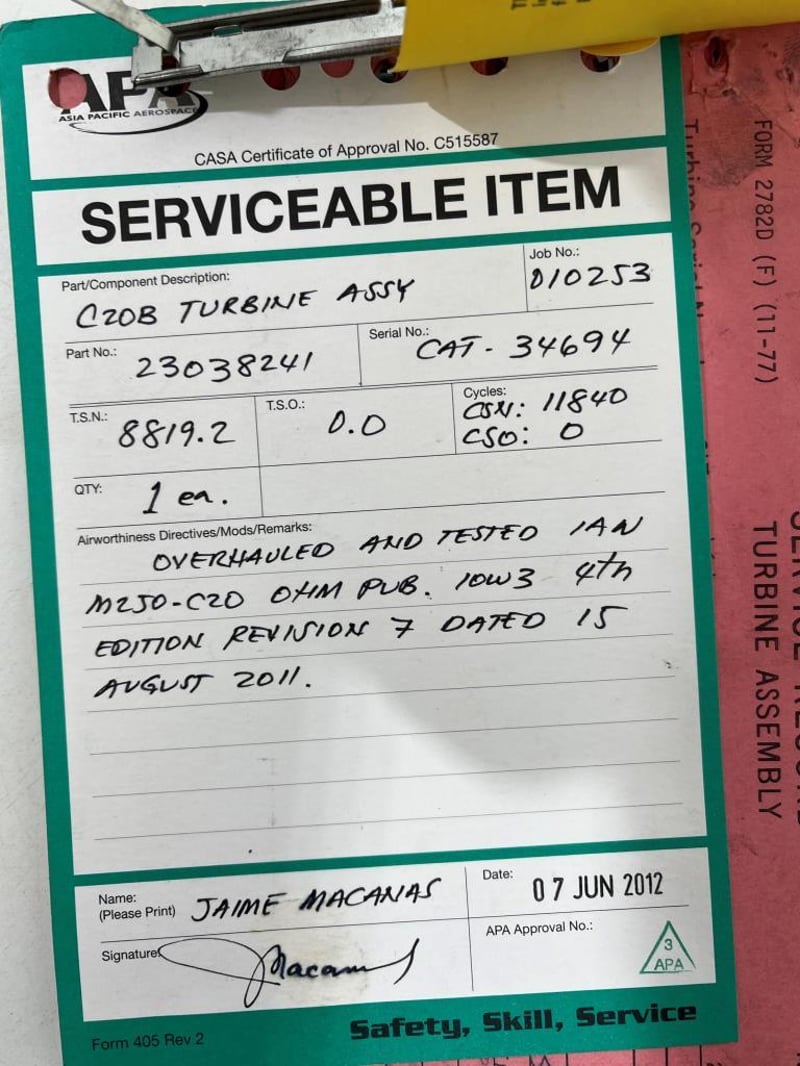 APA
ASIA PACIFIC AEROSPACE
CASA Certificate of Approval No. C515587
SERVICEABLE ITEM
Part/Component Description:
C20B TURBINE ASSY
Job No.:
010253
Part No.:
23038241
Serial No.:
CAT- 34694
T.S.N.:
8819.2
T.S.O.:
0.0
Cycles:
CSN: 11840
CSO: 0
QTY:
1 ea.
Airworthiness Directives/Mods/Remarks:
OVERHAULED AND TESTED IAN
M250-C20 OHM PUB. 10W3 4th
EDITION REVISION 7 DATED 15
AUGUST 2011.
Name:
(Please Print)
JAIME MACANAS
Date:
07 JUN 2012
Signature
APA Approval No.:
3
APA
Form 405 Rev 2
Safety, Skill, Service
FORM 2782D (F) (11-77)
TURBINE ASSEMBLY